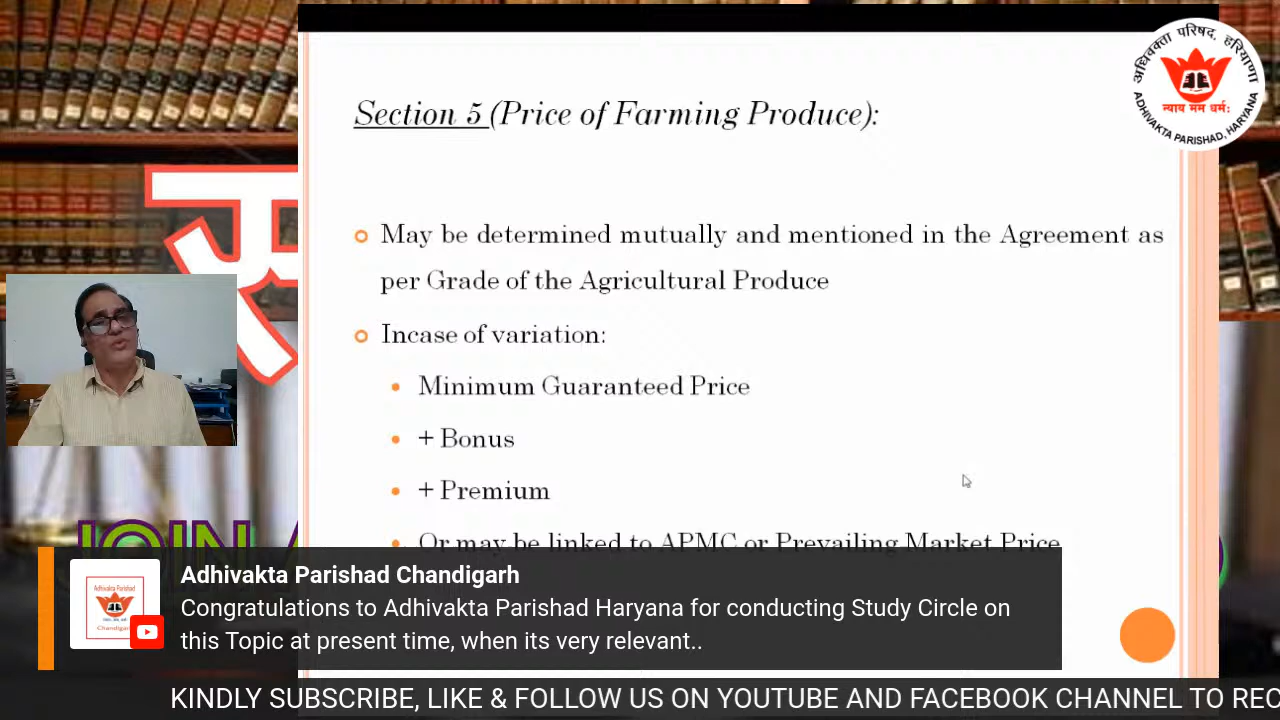 Section 5 (Price of Farming Produce):
अधिवक्ता परिषद, हरियाणा
न्याय मम धर्म:
ADHIVAKTA PARISHAD, HARYANA
May be determined mutually and mentioned in the Agreement as
per Grade of the Agricultural Produce
Incase of variation:
Minimum Guaranteed Price
+ Bonus
+ Premium
Or may be linked to APMC or Prevailing Market Price
JOIN
Adhivakta Parishad
Chandigarh
Adhivakta Parishad Chandigarh
Congratulations to Adhivakta Parishad Haryana for conducting Study Circle on
this Topic at present time, when its very relevant..
KINDLY SUBSCRIBE, LIKE & FOLLOW US ON YOUTUBE AND FACEBOOK CHANNEL TO REC